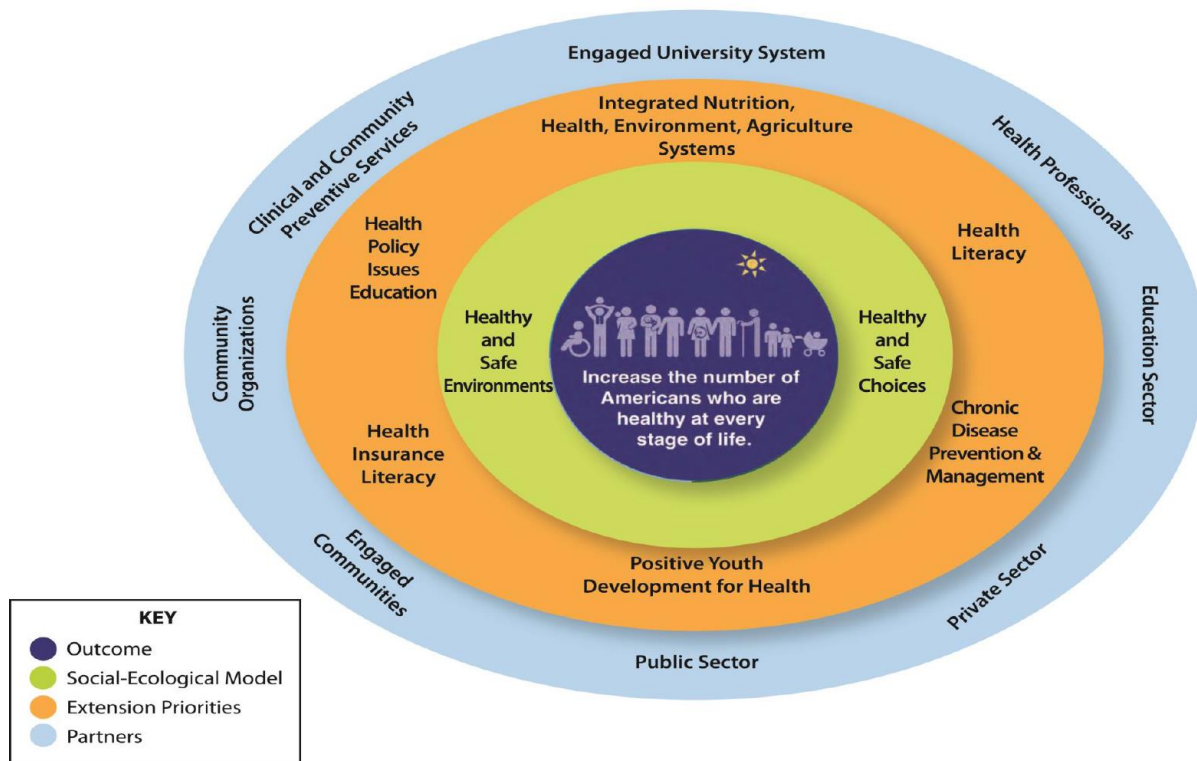 Engaged University System
Clinical and Community
Preventive Services
Health Professionals
Community
Organizations
Education Sector
Engaged
Communities
Private Sector
Public Sector
Integrated Nutrition,
Health, Environment, Agriculture
Systems
Health
Policy
Issues
Education
Health
Literacy
Health
Insurance
Literacy
Chronic
Disease
Prevention &
Management
Positive Youth
Development for Health
Healthy
and
Safe
Environments
Healthy
and
Safe
Choices
Increase the number of
Americans who are
healthy at every
stage of life.
KEY
Outcome
Social-Ecological Model
Extension Priorities
Partners